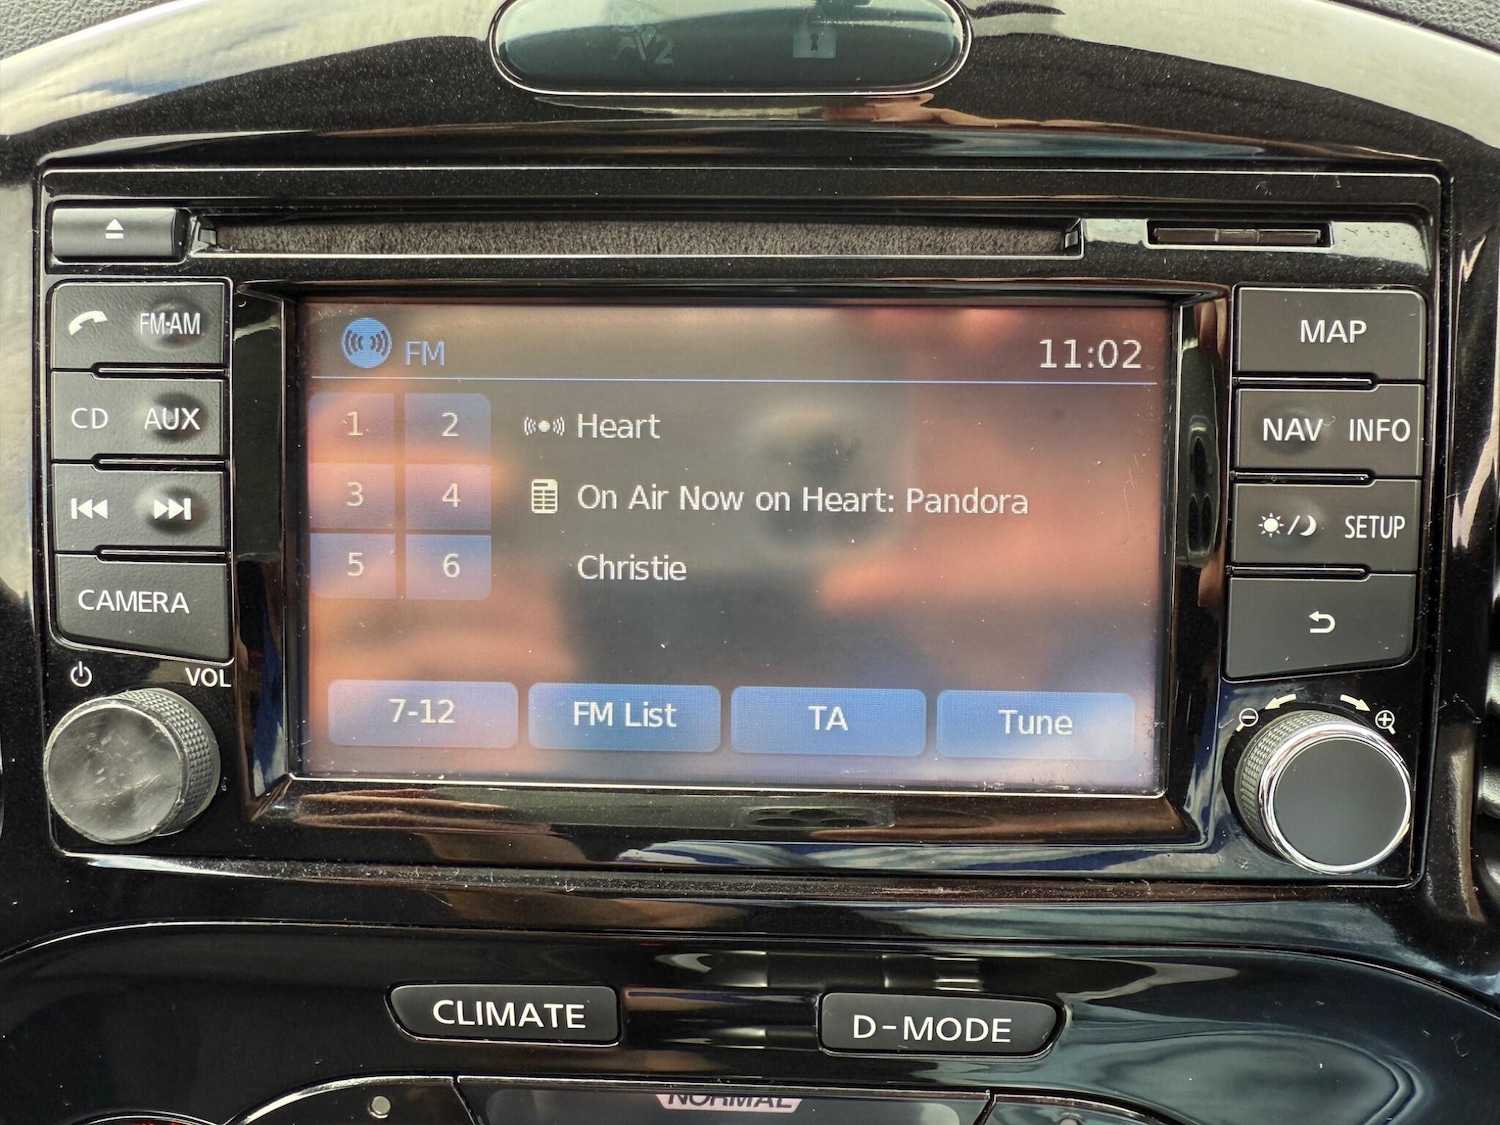 FM·AM
CD AUX
CAMERA
VOL
FM 11:02
1 2
3 4
5 6
Heart
On Air Now on Heart: Pandora
Christie
7-12 FM List TA Tune
MAP
NAV INFO
SETUP
CLIMATE D-MODE
NORMAL